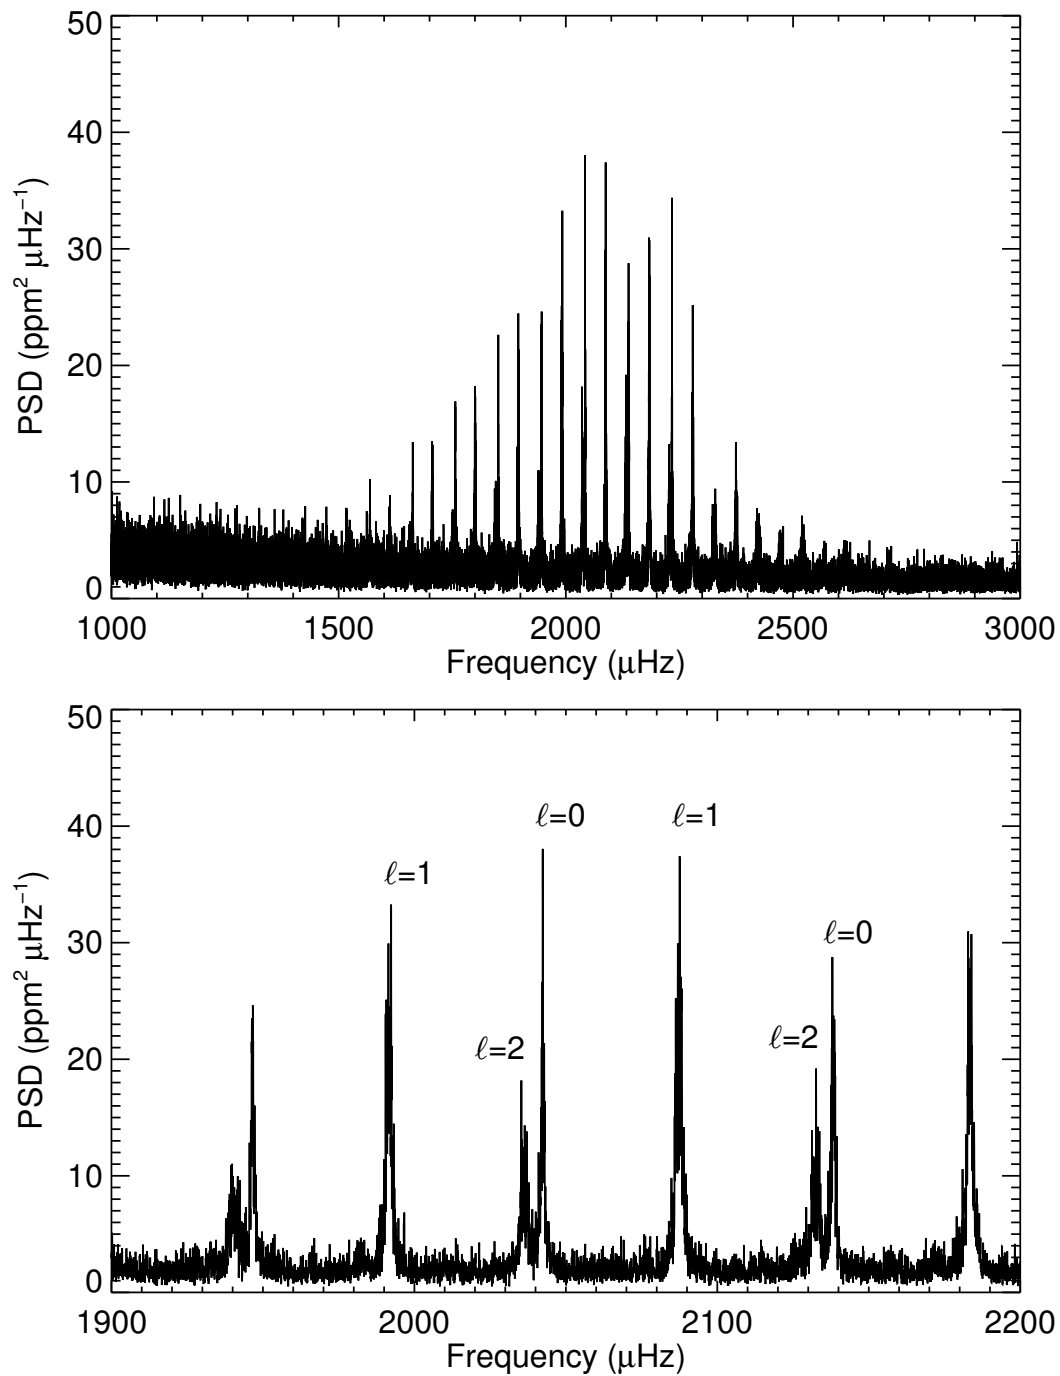 50
40
30
20
10
0
PSD (ppm² μHz⁻¹)
1000 1500 2000 2500 3000
Frequency (μHz)
50
40
30
20
10
0
PSD (ppm² μHz⁻¹)
ℓ=0 ℓ=1
ℓ=1
ℓ=0
ℓ=2 ℓ=2
1900 2000 2100 2200
Frequency (μHz)